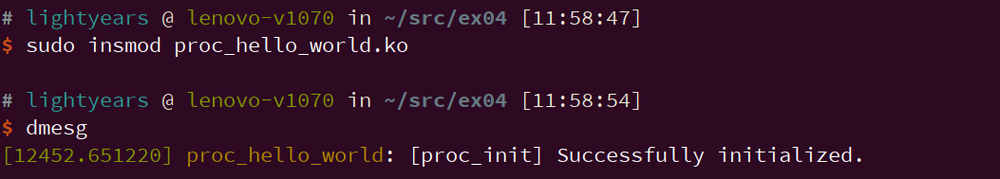 # lightyears @ lenovo-v1070 in ~/src/ex04 [11:58:47]
$ sudo insmod proc_hello_world.ko
# lightyears @ lenovo-v1070 in ~/src/ex04 [11:58:54]
$ dmesg
[12452.651220] proc_hello_world: [proc_init] Successfully initialized.